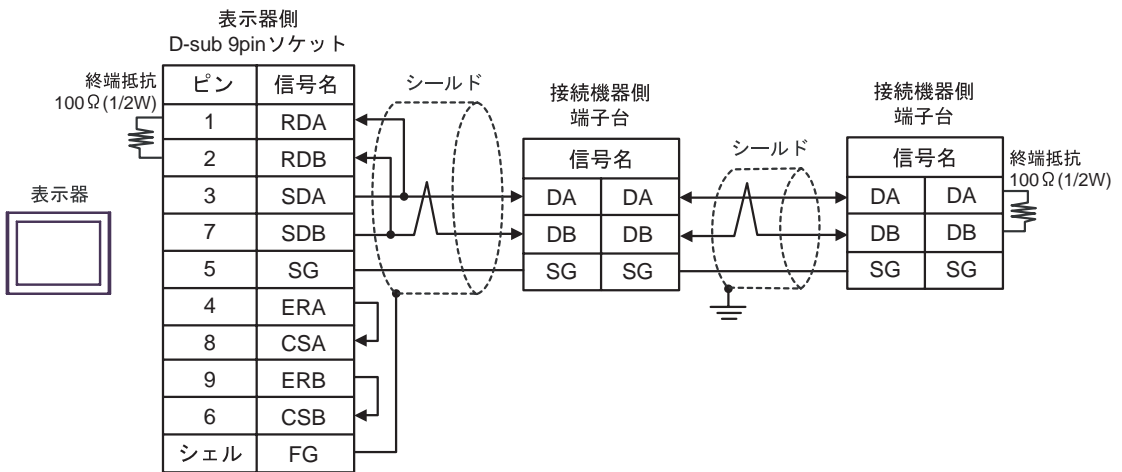 表示器側
D-sub 9pinソケット
終端抵抗
100Ω(1/2W)
ピン 信号名
1 RDA
2 RDB
3 SDA
7 SDB
5 SG
4 ERA
8 CSA
9 ERB
6 CSB
シェル FG
表示器
シールド
接続機器側
端子台
信号名
DA DA
DB DB
SG SG
シールド
接続機器側
端子台
信号名
DA DA
DB DB
SG SG
終端抵抗
100Ω(1/2W)